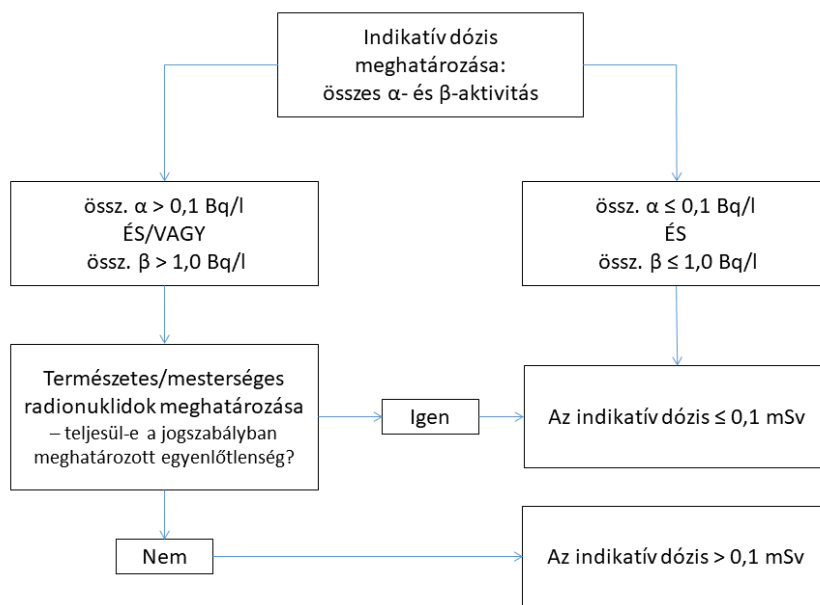 Indikatív dózis
meghatározása:
összes α- és β-aktivitás
össz. α > 0,1 Bq/l
ÉS/VAGY
össz. β > 1,0 Bq/l
össz. α ≤ 0,1 Bq/l
ÉS
össz. β ≤ 1,0 Bq/l
Természetes/mesterséges
radionuklidok meghatározása
– teljesül-e a jogszabályban
meghatározott egyenlőtlenség?
Igen
Az indikatív dózis ≤ 0,1 mSv
Nem
Az indikatív dózis > 0,1 mSv